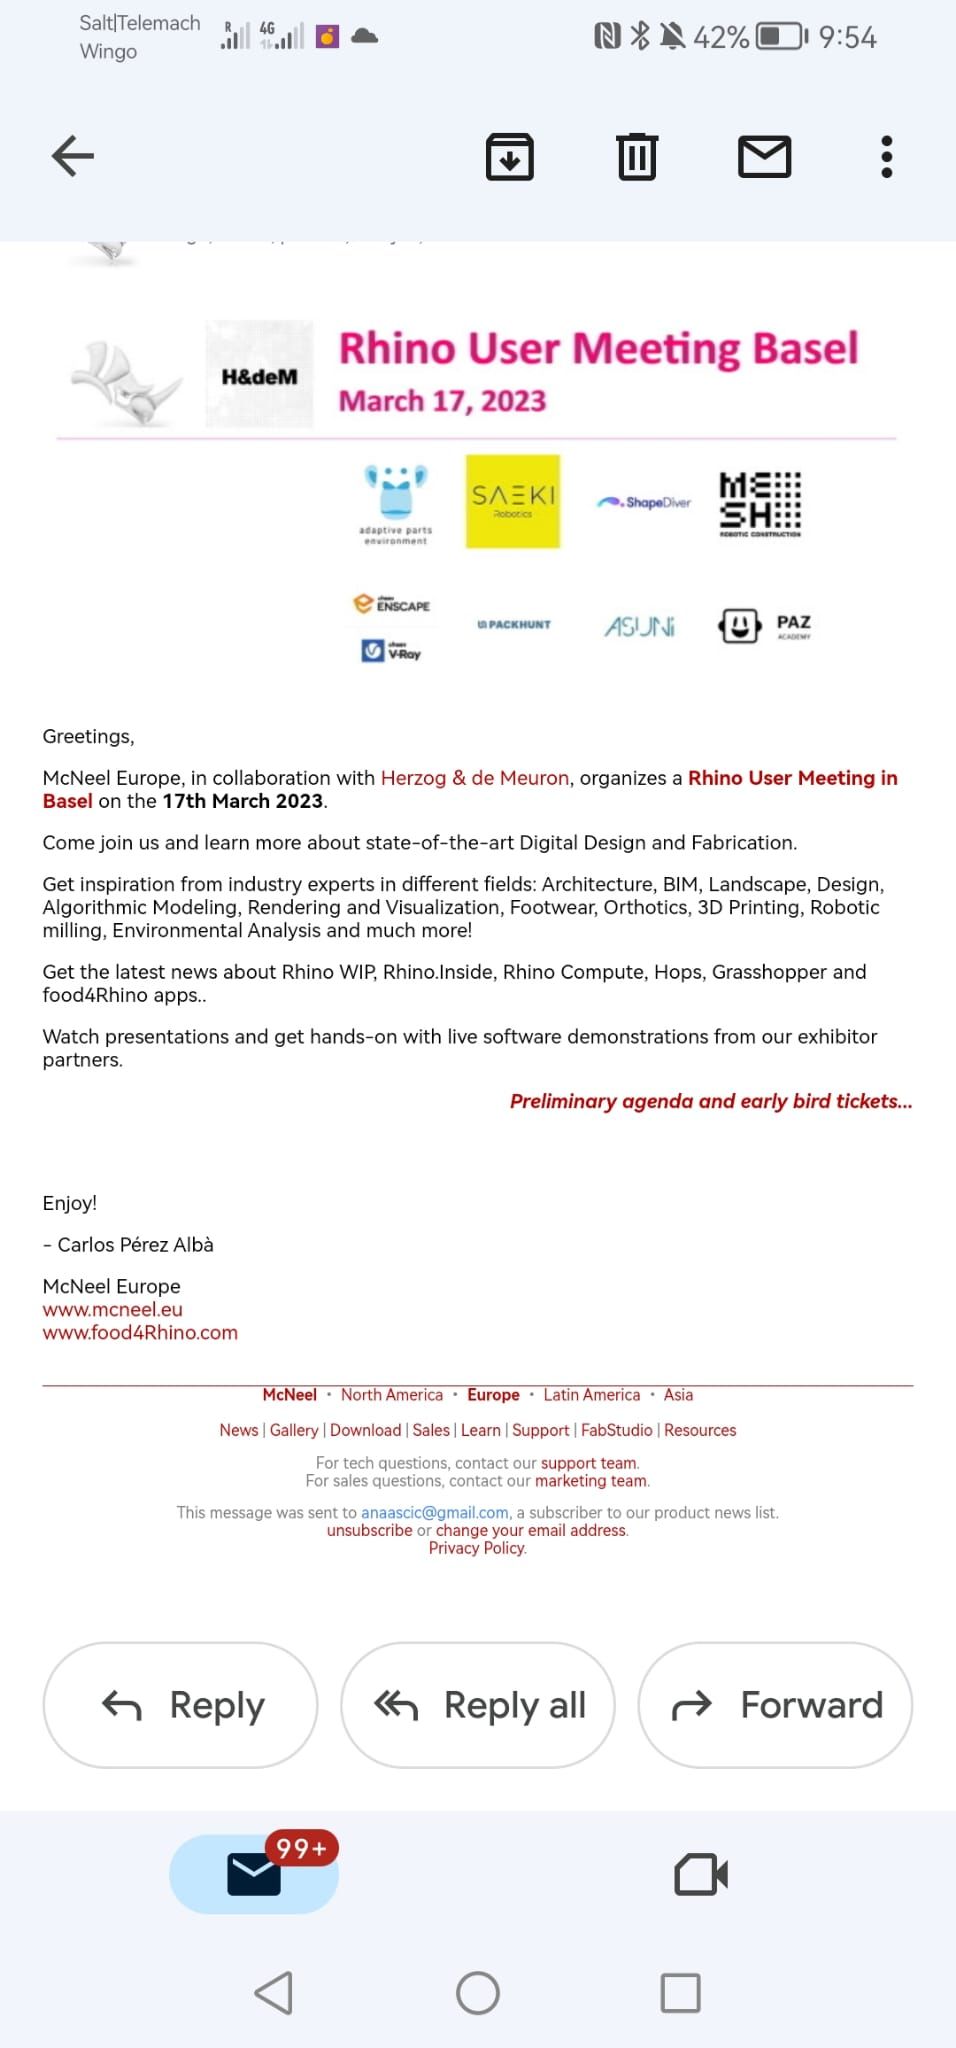 Salt|Telemach
Wingo
R
4G
42%
9:54
H&deM
Rhino User Meeting Basel
March 17, 2023
adaptive parts
environment
SAEKI
Robotics
ShapeDiver
MESH
ROBOTIC CONSTRUCTION
chaos
ENSCAPE
PACKHUNT
ASUNI
PAZ
ACADEMY
chaos
V-Ray
Greetings,
McNeel Europe, in collaboration with Herzog & de Meuron, organizes a Rhino User Meeting in
Basel on the 17th March 2023.
Come join us and learn more about state-of-the-art Digital Design and Fabrication.
Get inspiration from industry experts in different fields: Architecture, BIM, Landscape, Design,
Algorithmic Modeling, Rendering and Visualization, Footwear, Orthotics, 3D Printing, Robotic
milling, Environmental Analysis and much more!
Get the latest news about Rhino WIP, Rhino.Inside, Rhino Compute, Hops, Grasshopper and
food4Rhino apps..
Watch presentations and get hands-on with live software demonstrations from our exhibitor
partners.
Preliminary agenda and early bird tickets...
Enjoy!
- Carlos Pérez Albà
McNeel Europe
www.mcneel.eu
www.food4Rhino.com
McNeel • North America • Europe • Latin America • Asia
News | Gallery | Download | Sales | Learn | Support | FabStudio | Resources
For tech questions, contact our support team.
For sales questions, contact our marketing team.
This message was sent to anaascic@gmail.com, a subscriber to our product news list.
unsubscribe or change your email address.
Privacy Policy.
Reply
Reply all
Forward
99+